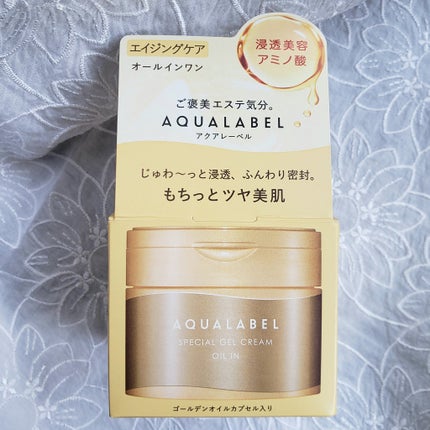 エイジングケア
オールインワン
浸透美容
アミノ酸
ご褒美エステ気分。
AQUALABEL
アクアレーベル
じゅわ〜っと浸透、ふんわり密封。
もちっとツヤ美肌
AQUALABEL
SPECIAL GEL CREAM
OIL IN
ゴールデンオイルカプセル入り